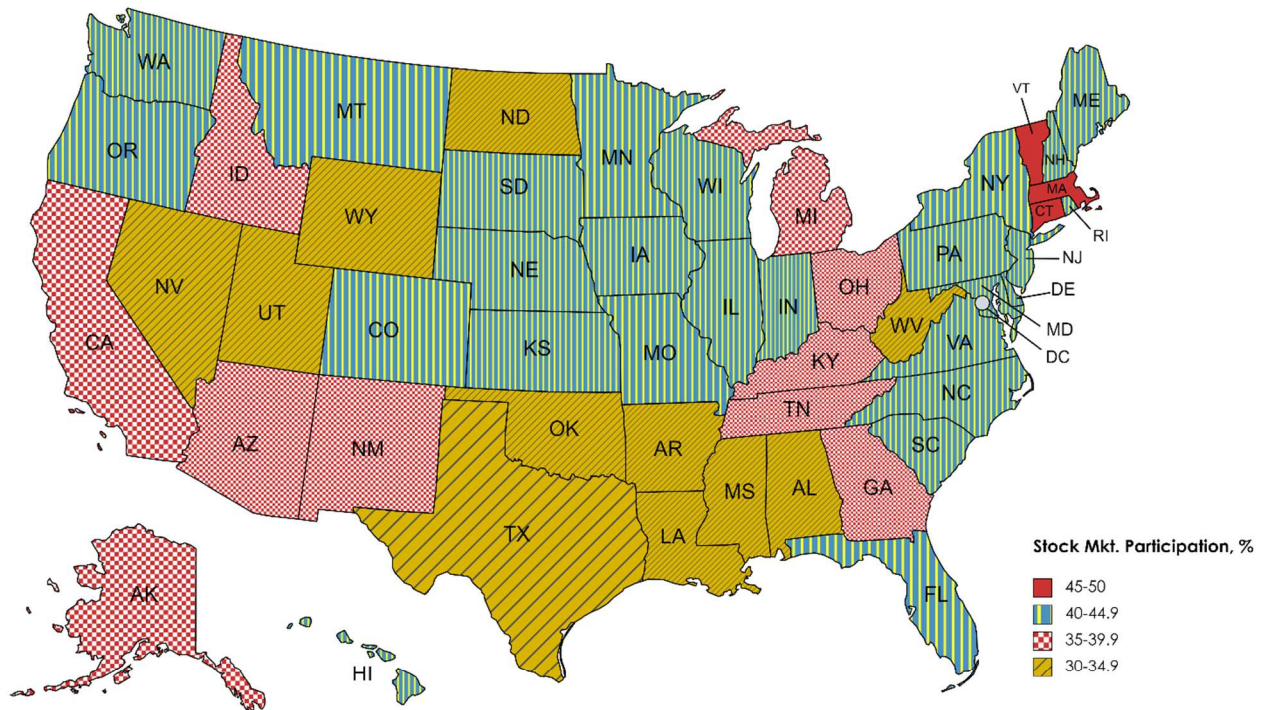 WA
OR
ID
MT
ND
MN
WI
MI
NY
VT
NH
ME
MA
CT
RI
NJ
DE
MD
DC
PA
SD
WY
NV
UT
CO
NE
IA
IL
IN
OH
WV
VA
KY
KS
MO
CA
AZ
NM
OK
AR
TN
NC
SC
TX
LA
MS
AL
GA
FL
AK
HI
Stock Mkt. Participation, %
45-50
40-44.9
35-39.9
30-34.9